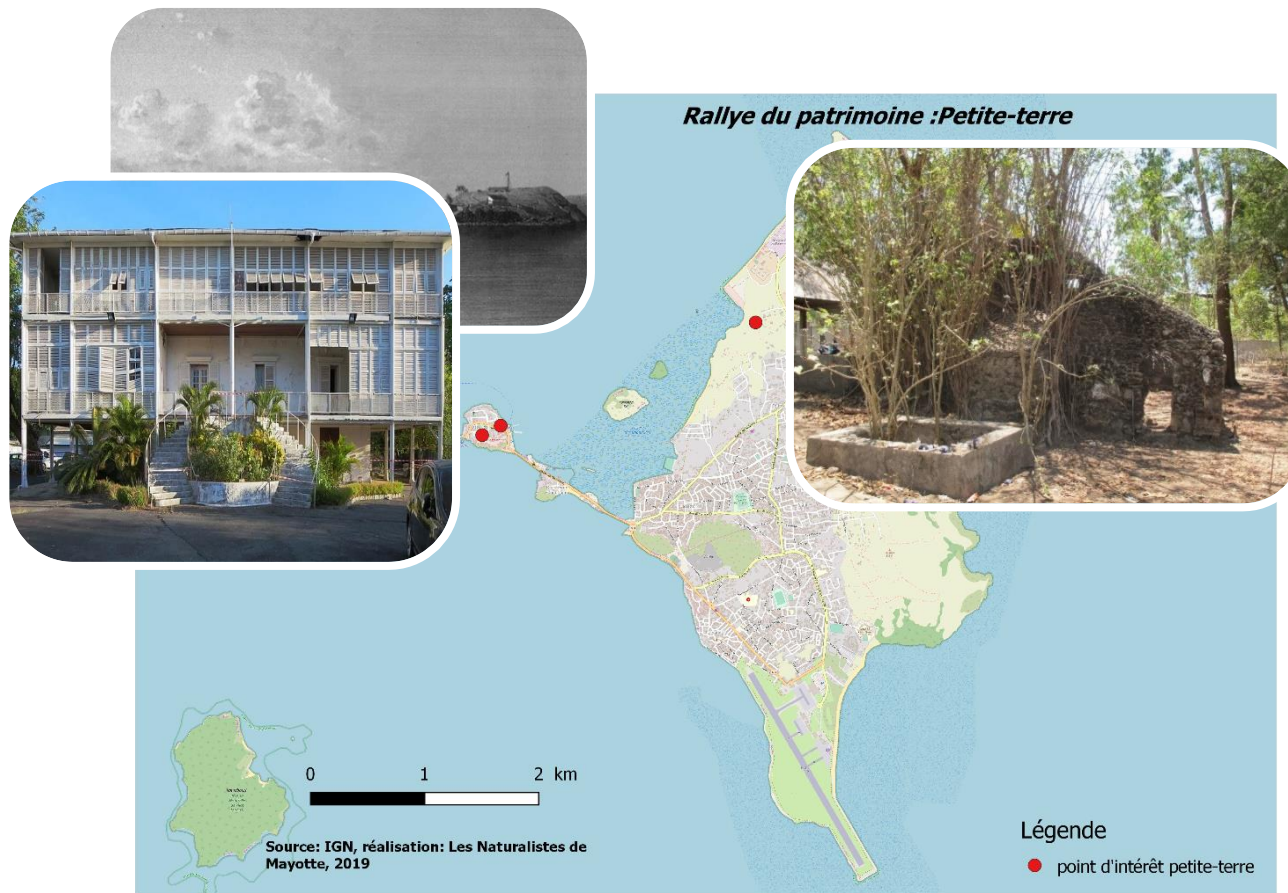 Rallye du patrimoine :Petite-terre
0 1 2 km
Source: IGN, réalisation: Les Naturalistes de
Mayotte, 2019
Légende
point d'intérêt petite-terre